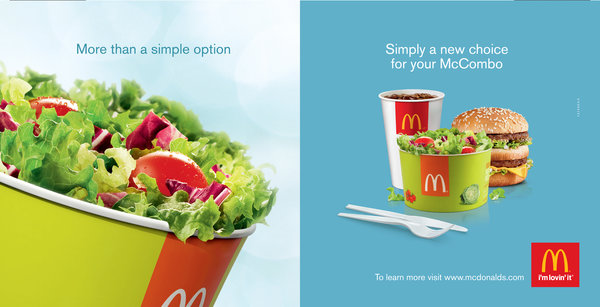 More than a simple option
Simply a new choice
for your McCombo
To learn more visit www.mcdonalds.com
i'm lovin' it